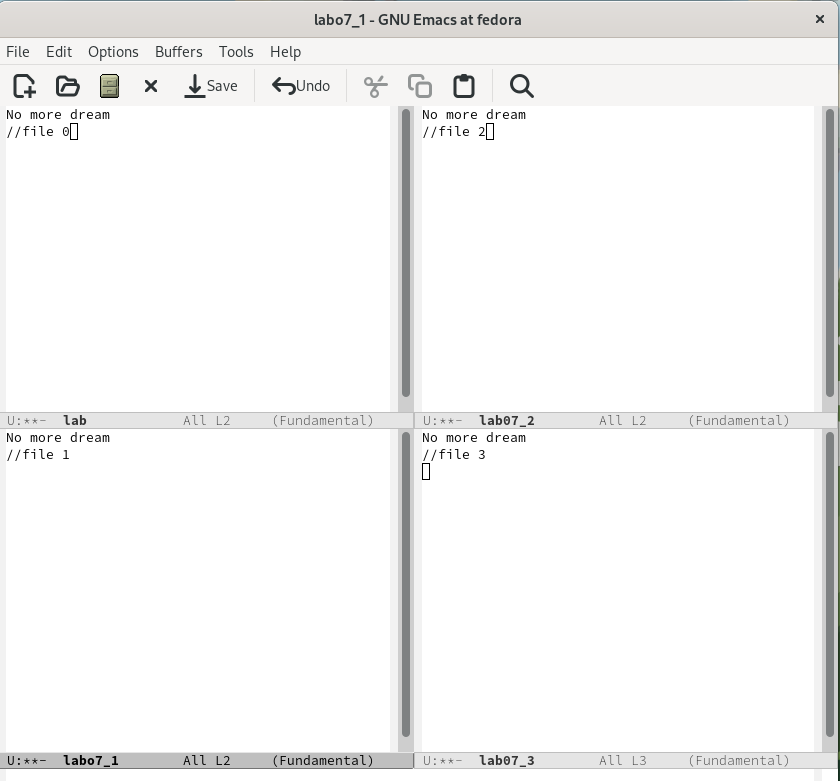 labo7_1 - GNU Emacs at fedora
File Edit Options Buffers Tools Help
Save Undo
No more dream
//file 0
U:**- lab All L2 (Fundamental)
No more dream
//file 2
U:**- lab07_2 All L2 (Fundamental)
No more dream
//file 1
U:**- labo7_1 All L2 (Fundamental)
No more dream
//file 3
U:**- lab07_3 All L3 (Fundamental)